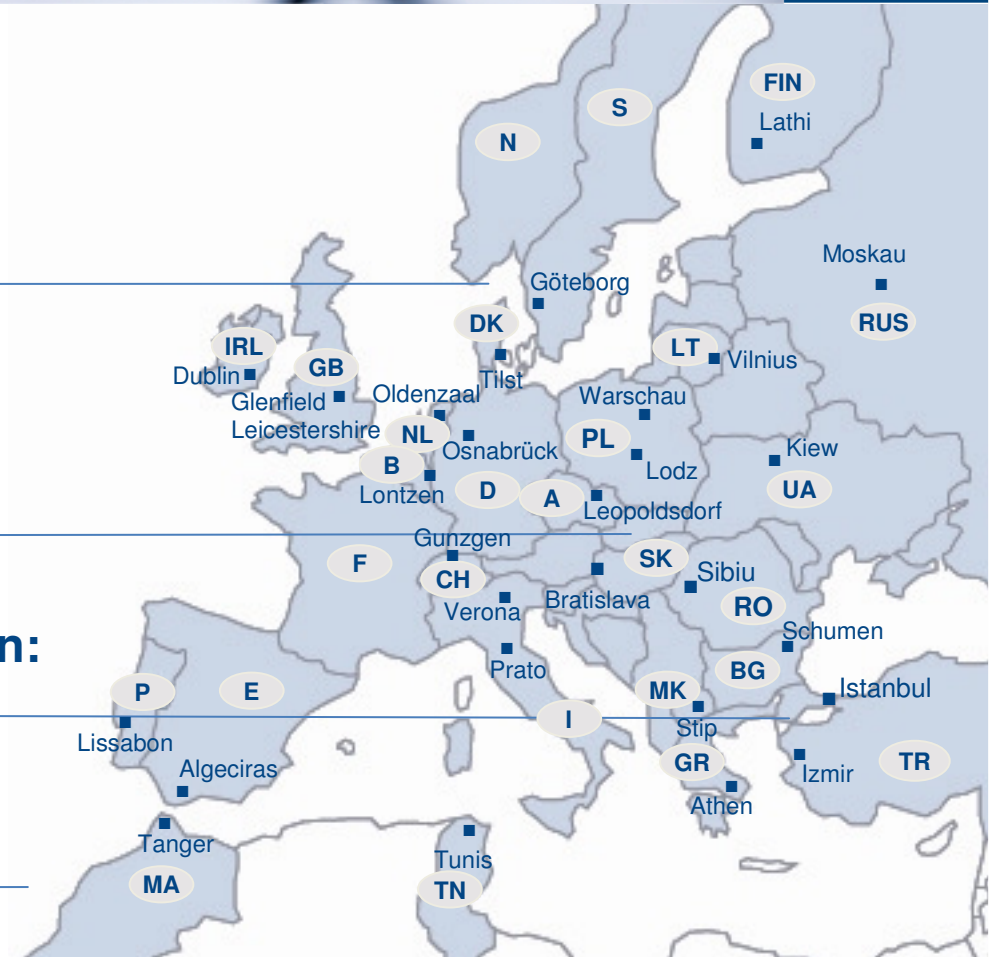 FIN
S
Lathi
N
Moskau
Göteborg
DK
RUS
IRL
LT
Vilnius
GB
Dublin
Tilst
Oldenzaal
Warschau
Glenfield
Leicestershire
NL
PL
Osnabrück
Kiew
B
Lodz
Lontzen
D
A
UA
Leopoldsdorf
Gunzgen
F
SK
CH
Sibiu
Verona
Bratislava
RO
Schumen
n:
Prato
BG
P
E
MK
Istanbul
I
Stip
Lissabon
GR
TR
Algeciras
Izmir
Athen
Tanger
Tunis
MA
TN